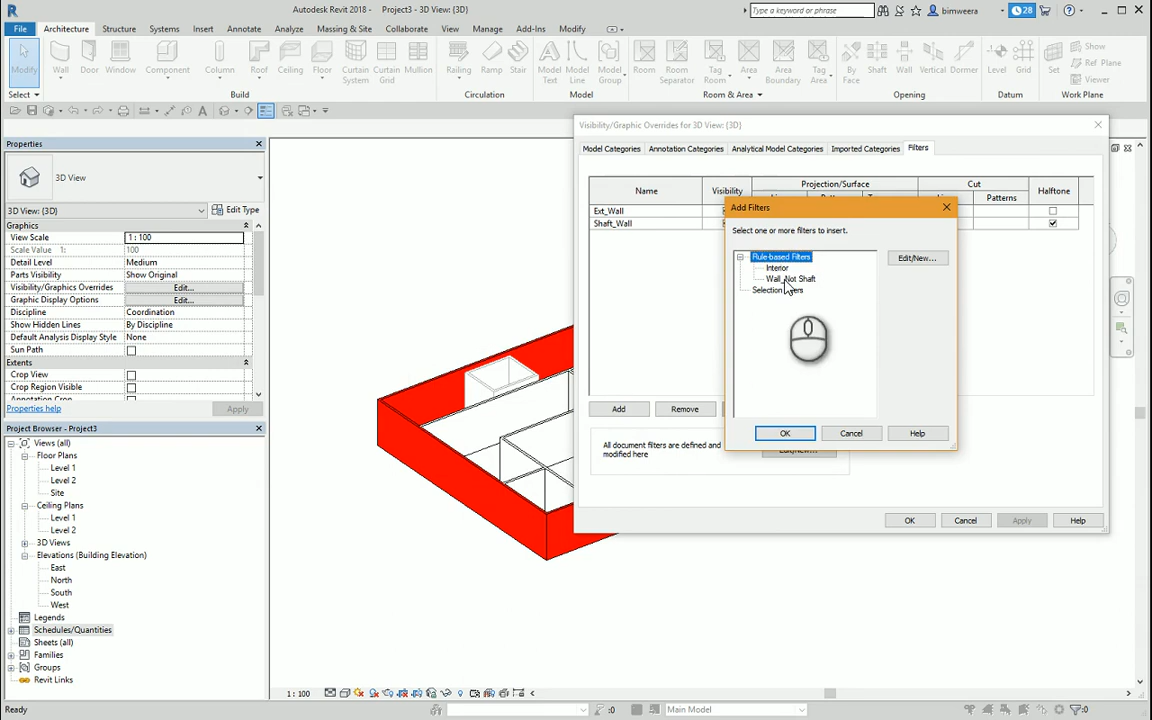 Autodesk Revit 2018 - Project3 - 3D View: {3D}
Type a keyword or phrase
bimweera
28
File Architecture Structure Systems Insert Annotate Analyze Massing & Site Collaborate View Manage Add-Ins Modify
Modify Wall Door Window Component Column Roof Ceiling Floor Curtain System Curtain Grid Mullion Railing Ramp Stair Model Text Model Line Model Group Room Room Separator Tag Room Area Area Boundary Tag Area By Face Shaft Wall Vertical Dormer Level Grid Set
Show
Ref Plane
Viewer
Select Build Circulation Model Room & Area Opening Datum Work Plane
Properties
3D View
3D View: {3D} Edit Type
Graphics
View Scale 1 : 100
Scale Value 1: 100
Detail Level Medium
Parts Visibility Show Original
Visibility/Graphic Overrides Edit...
Graphic Display Options Edit...
Discipline Coordination
Show Hidden Lines By Discipline
Default Analysis Display Style None
Sun Path
Extents
Crop View
Crop Region Visible
Annotation Crop
Properties help Apply
Project Browser - Project3
Views (all)
Floor Plans
Level 1
Level 2
Site
Ceiling Plans
Level 1
Level 2
3D Views
Elevations (Building Elevation)
East
North
South
West
Legends
Schedules/Quantities
Sheets (all)
Families
Groups
Revit Links
Visibility/Graphic Overrides for 3D View: {3D}
Model Categories Annotation Categories Analytical Model Categories Imported Categories Filters
Name Visibility Projection/Surface Cut Halftone
Patterns
Ext_Wall
Shaft_Wall
Add Remove
All document filters are defined and
modified here
Edit/New...
OK Cancel Apply Help
Add Filters
Select one or more filters to insert.
Rule-based Filters
Interior
Wall_Not Shaft
Edit/New...
OK Cancel Help
1 : 100
Ready
:0 Main Model :0